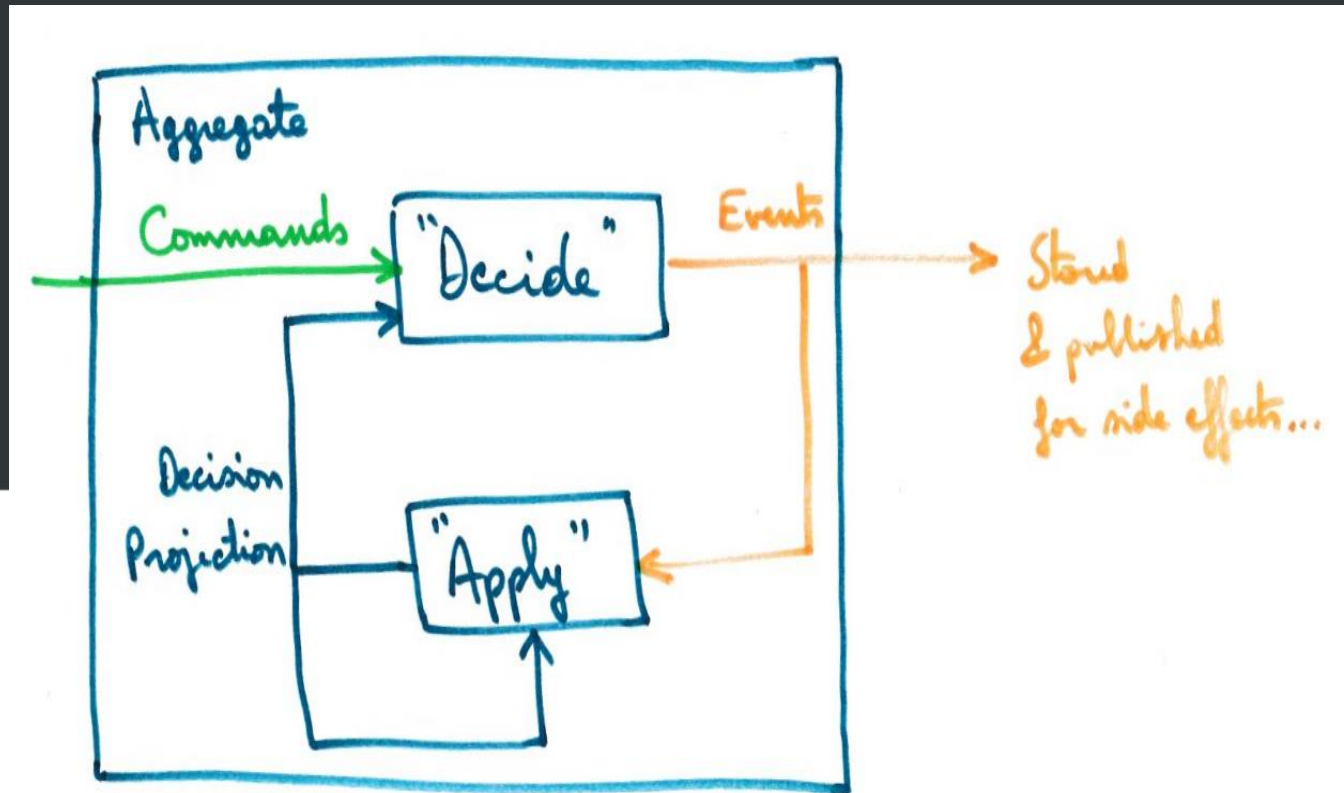 Aggregate
Commands
"Decide"
Events
Stored
& published
for side effects...
Decision
Projection
"Apply"